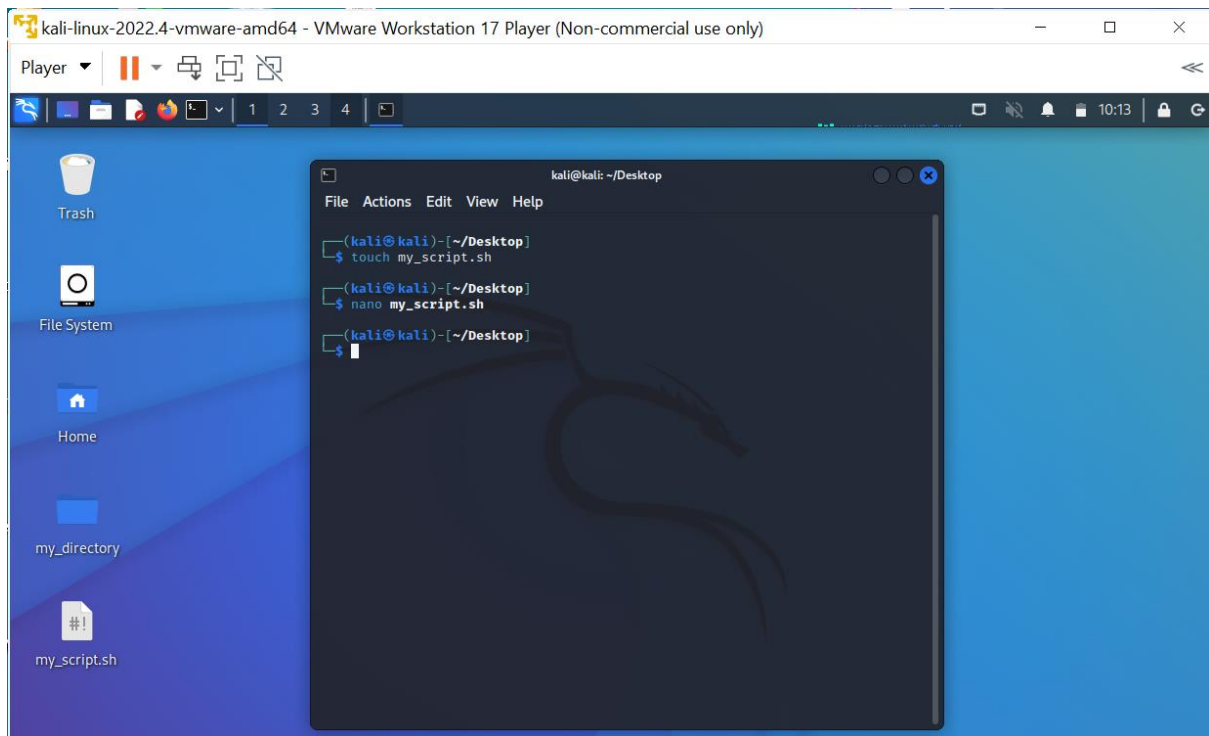 kali-linux-2022.4-vmware-amd64 - VMware Workstation 17 Player (Non-commercial use only)
Player
1 2 3 4
10:13
Trash
File System
Home
my_directory
#!
my_script.sh
kali@kali: ~/Desktop
File Actions Edit View Help
┌──(kali㉿kali)-[~/Desktop]
└─$ touch my_script.sh
┌──(kali㉿kali)-[~/Desktop]
└─$ nano my_script.sh
┌──(kali㉿kali)-[~/Desktop]
└─$